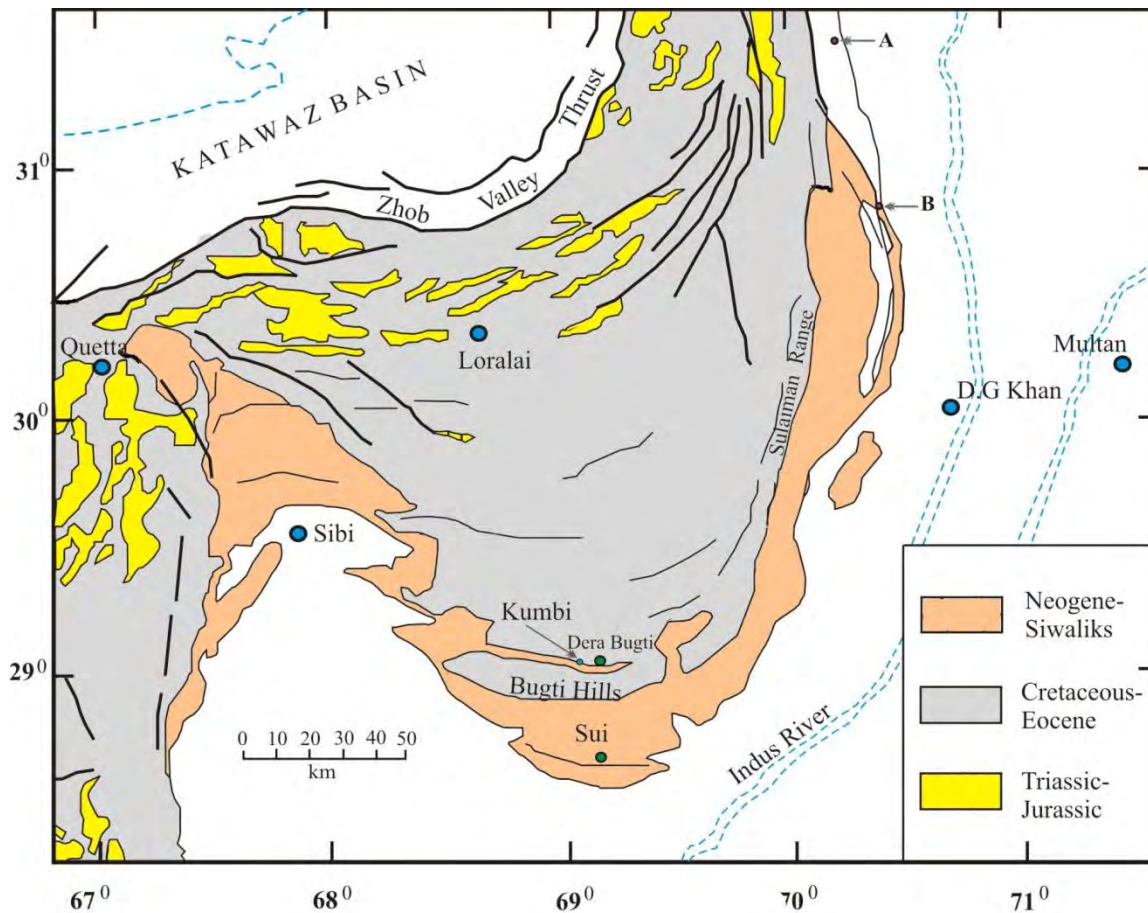 A
KATAWAZ BASIN
Thrust
31⁰
Valley
Zhob
B
Quetta
Loralai
Multan
Sulaiman Range
D.G Khan
30⁰
Sibi
Kumbi
Dera Bugti
29⁰
Bugti Hills
Sui
0 10 20 30 40 50
km
Indus River
Neogene-
Siwaliks
Cretaceous-
Eocene
Triassic-
Jurassic
67⁰ 68⁰ 69⁰ 70⁰ 71⁰